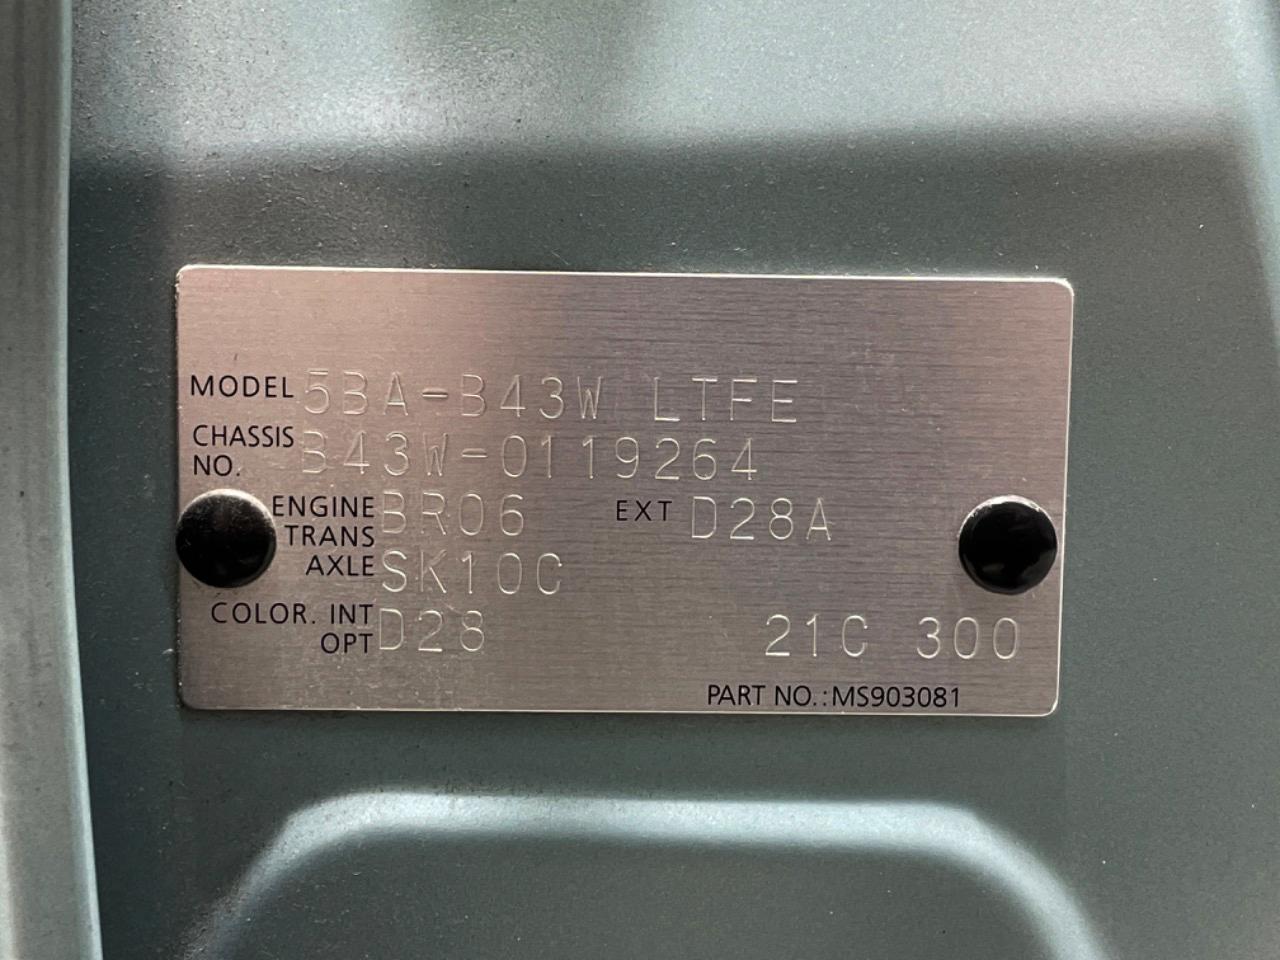 MODEL 5BA-B43W LTFE
CHASSIS NO. B43W-0119264
ENGINE BR06 EXT D28A
TRANS AXLE SK10C
COLOR. INT OPT D28 21C 300
PART NO.: MS903081